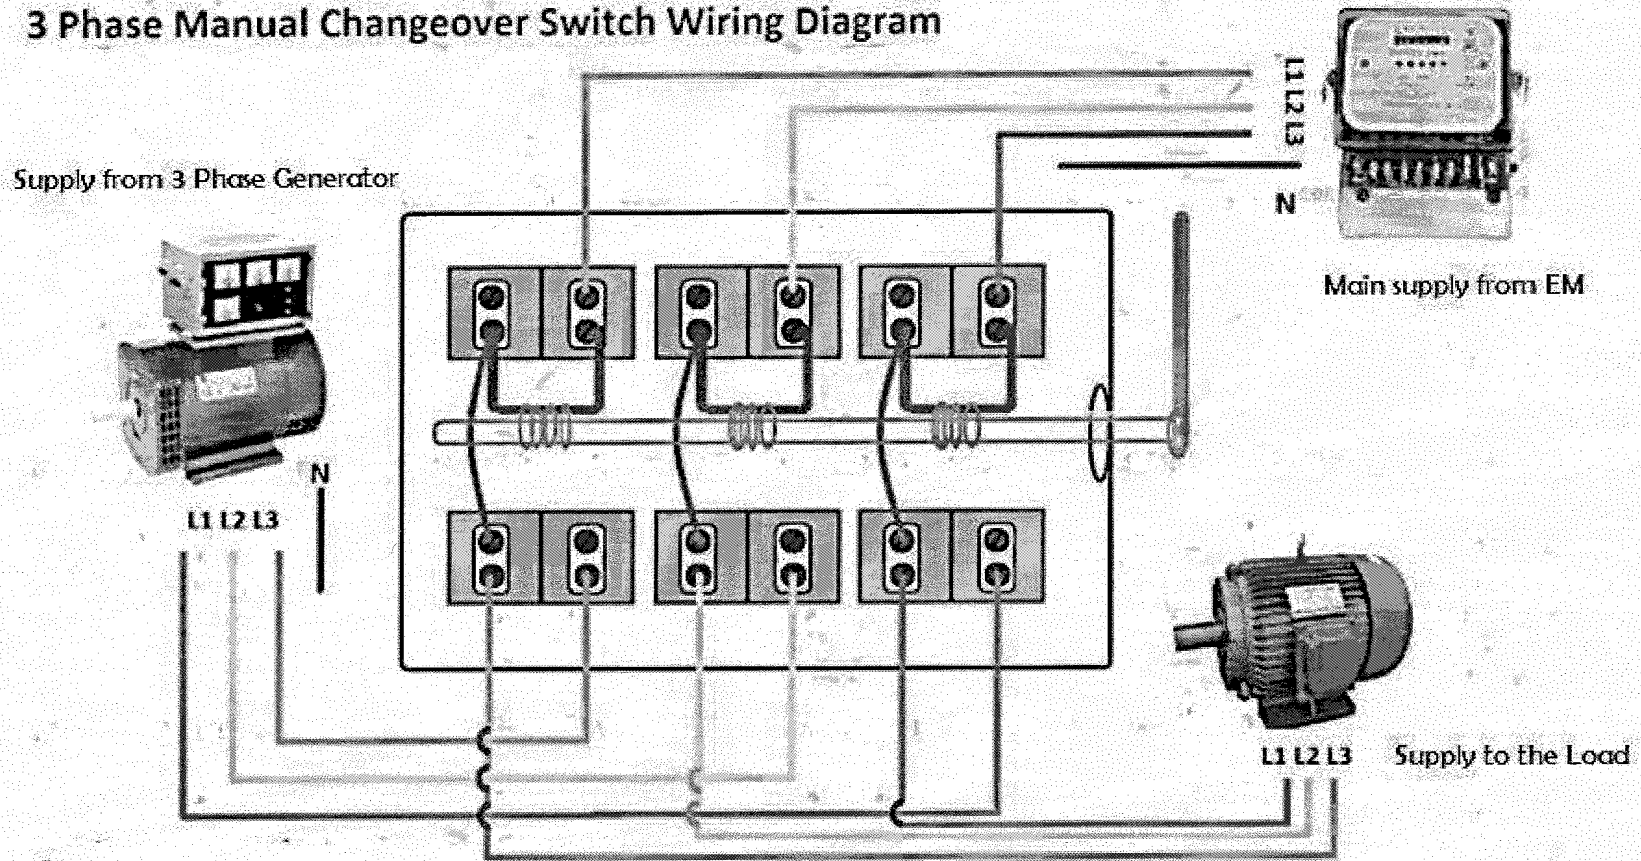 3 Phase Manual Changeover Switch Wiring Diagram
L1 L2 L3
N
Supply from 3 Phase Generator
Main supply from EM
N
L1 L2 L3
L1 L2 L3 Supply to the Load